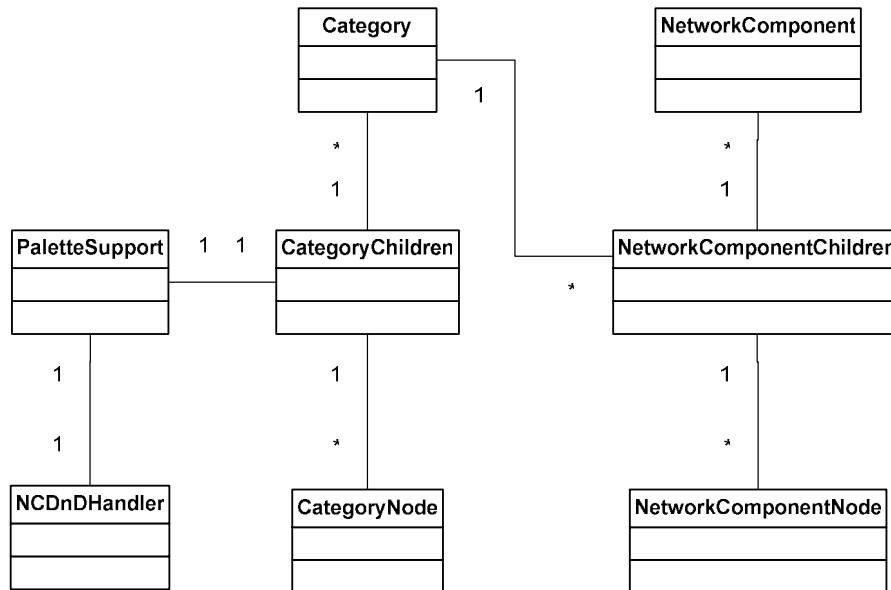 Category
NetworkComponent
1
*
*
1
1
PaletteSupport
1
1
CategoryChildren
NetworkComponentChildren
*
1
1
1
1
*
*
NCDnDHandler
CategoryNode
NetworkComponentNode